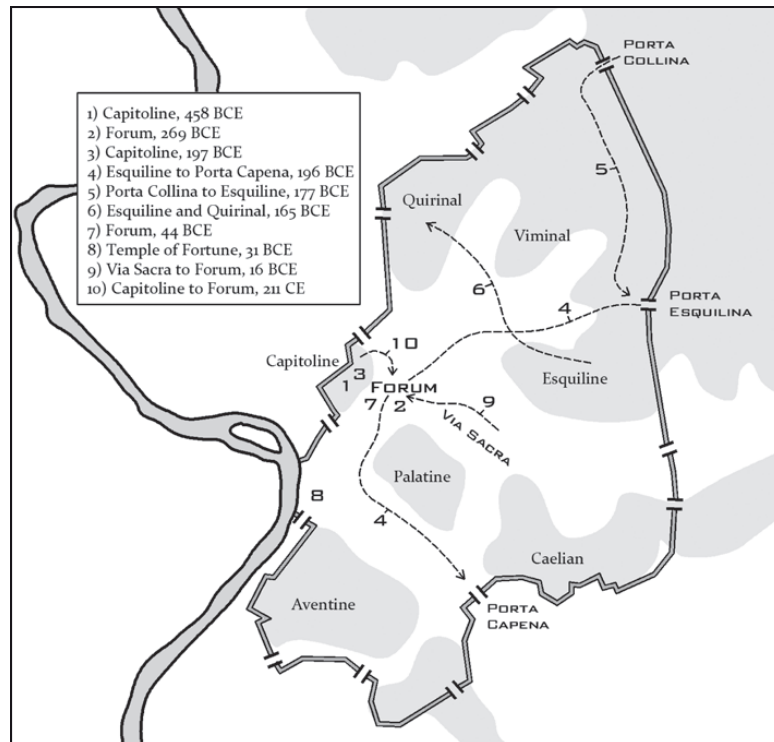 PORTA
COLLINA
1) Capitoline, 458 BCE
2) Forum, 269 BCE
3) Capitoline, 197 BCE
4) Esquiline to Porta Capena, 196 BCE
5) Porta Collina to Esquiline, 177 BCE
6) Esquiline and Quirinal, 165 BCE
7) Forum, 44 BCE
8) Temple of Fortune, 31 BCE
9) Via Sacra to Forum, 16 BCE
10) Capitoline to Forum, 211 CE
5
Quirinal
Viminal
6
4
PORTA
ESQUILINA
Capitoline
10
3
1
FORUM
7
2
Esquiline
9
VIA SACRA
Palatine
8
4
Caelian
Aventine
PORTA
CAPENA